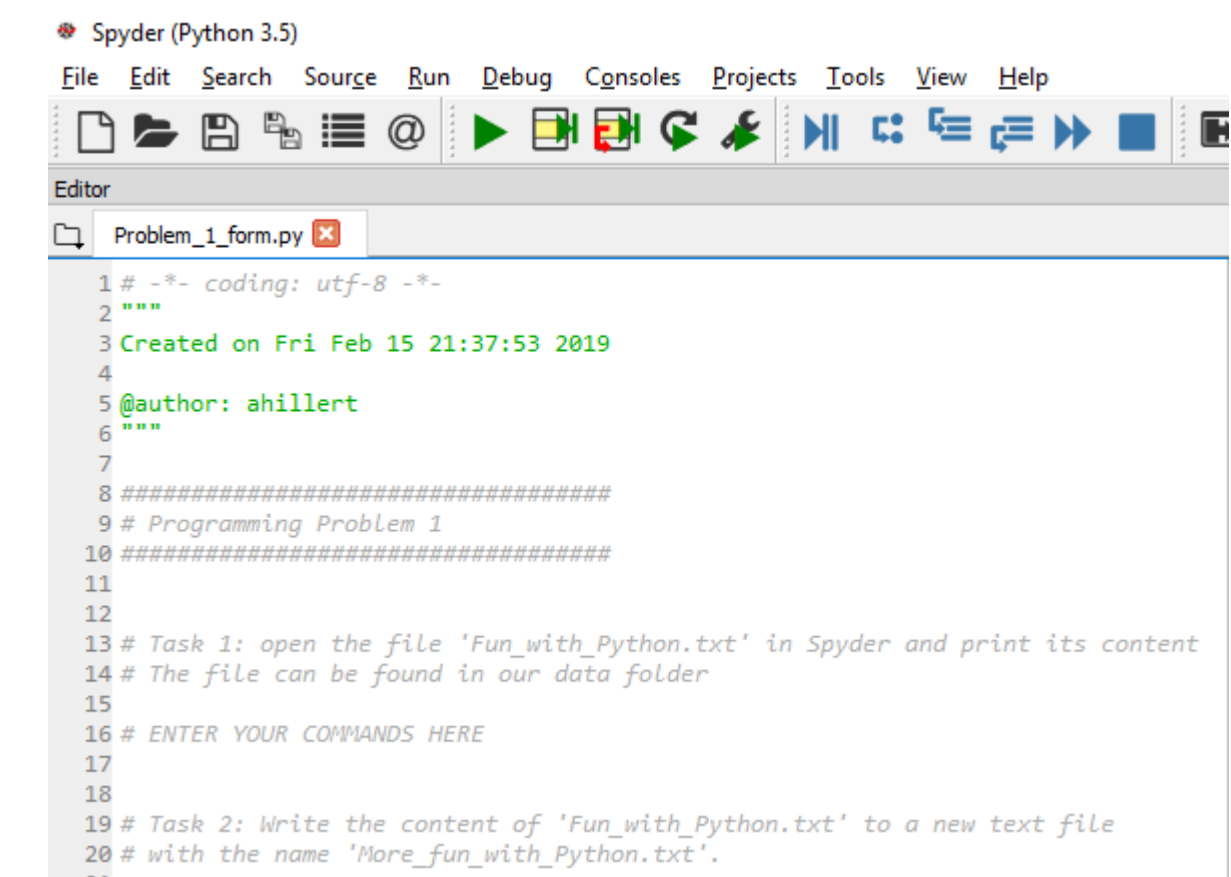 Spyder (Python 3.5)
File Edit Search Source Run Debug Consoles Projects Tools View Help
Editor
Problem_1_form.py
1 # -*- coding: utf-8 -*-
2 """
3 Created on Fri Feb 15 21:37:53 2019
4
5 @author: ahillert
6 """
7
8 ###################################
9 # Programming Problem 1
10 ###################################
11
12
13 # Task 1: open the file 'Fun_with_Python.txt' in Spyder and print its content
14 # The file can be found in our data folder
15
16 # ENTER YOUR COMMANDS HERE
17
18
19 # Task 2: Write the content of 'Fun_with_Python.txt' to a new text file
20 # with the name 'More_fun_with_Python.txt'.